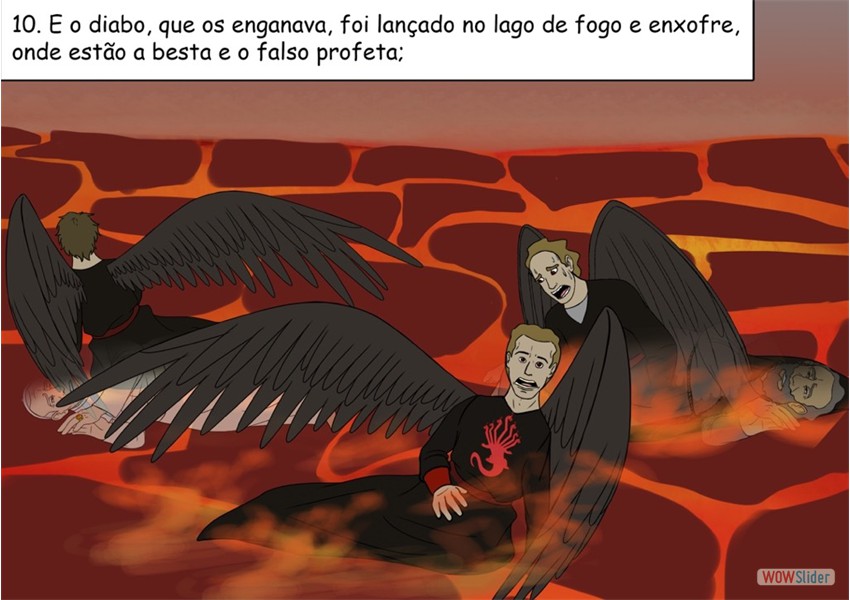 10. E o diabo, que os enganava, foi lançado no lago de fogo e enxofre,
onde estão a besta e o falso profeta;
WOWSlider